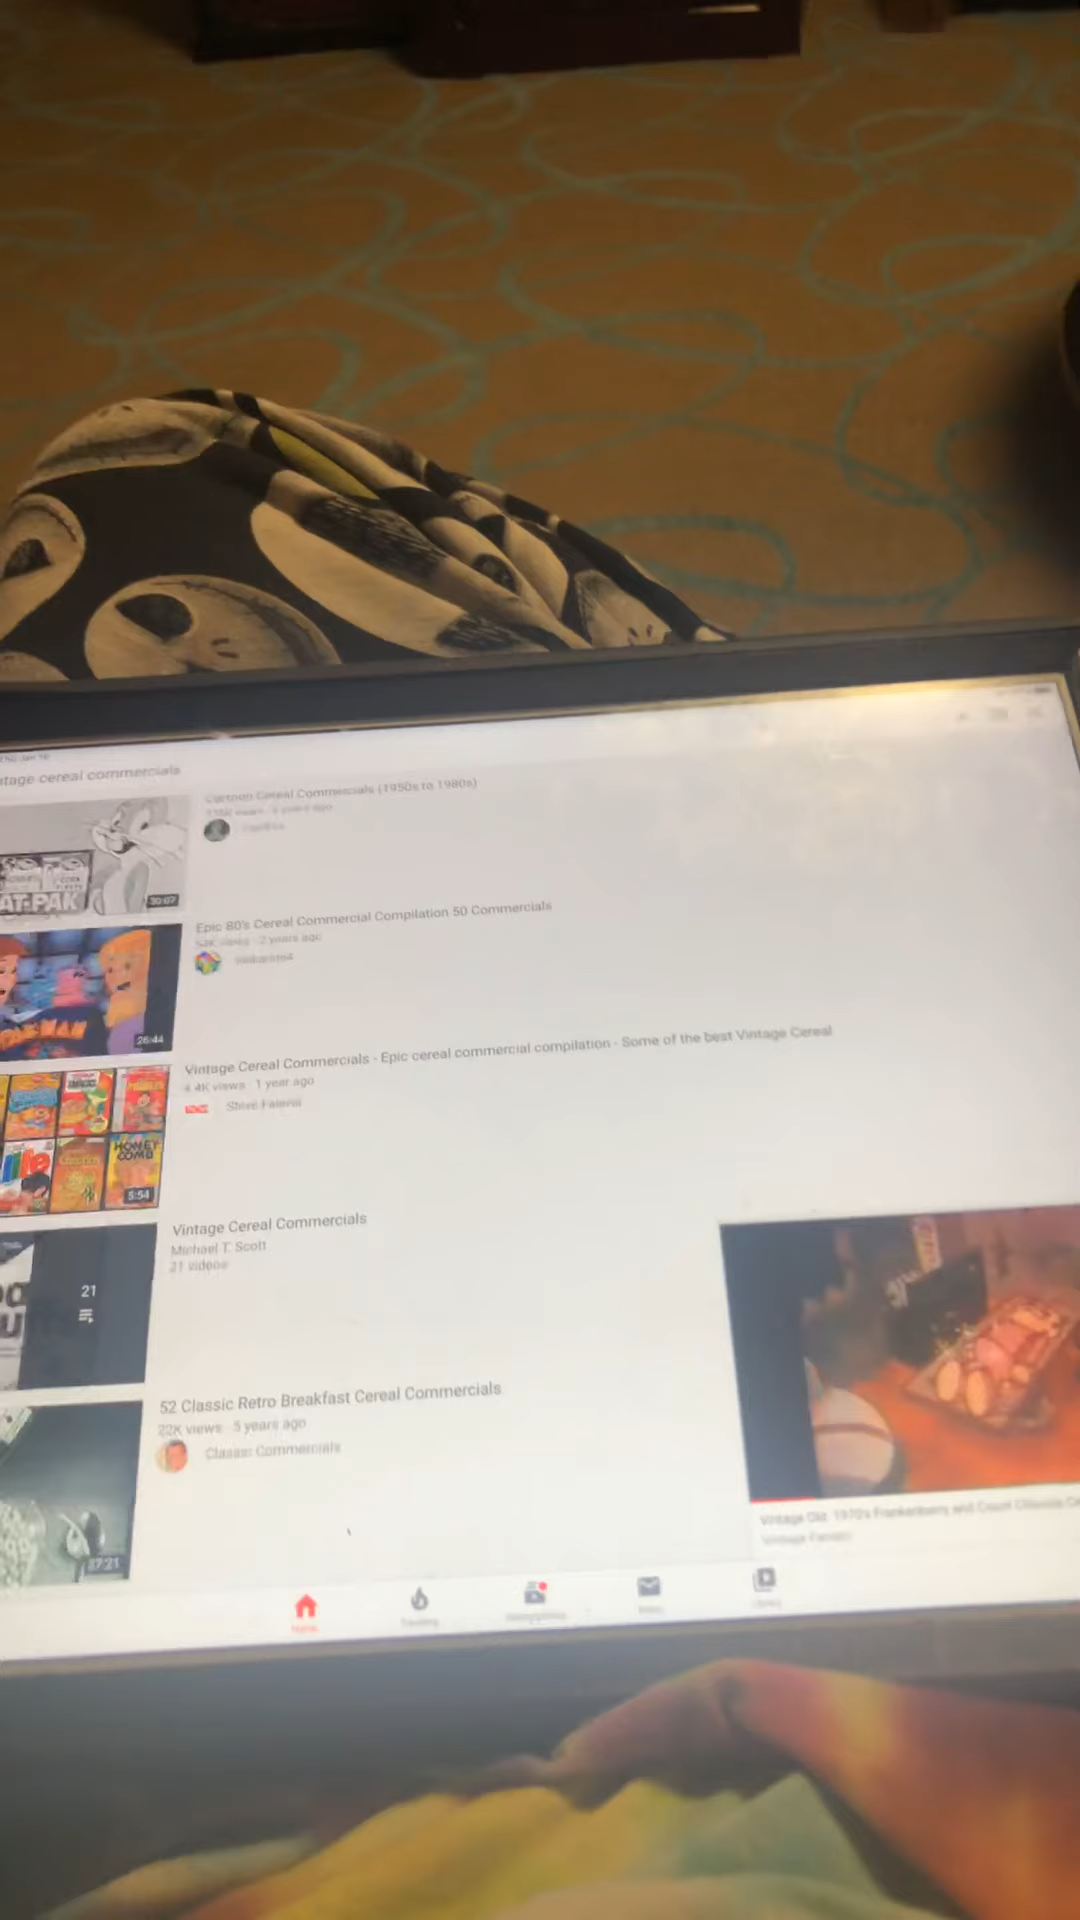 tage cereal commercials
Cartoon Cereal Commercials (1950s to 1980s)
AT-PAK
30:07
Epic 80's Cereal Commercial Compilation 50 Commercials
54K views · 2 years ago
26:44
Vintage Cereal Commercials - Epic cereal commercial compilation - Some of the best Vintage Cereal
4.4K views · 1 year ago
HONEY
COMB
5:54
Vintage Cereal Commercials
Michael T. Scott
21 videos
21
52 Classic Retro Breakfast Cereal Commercials
22K views · 5 years ago
Classic Commercials
27:21
Vintage Old 1970's Frankenberry and Count Chocula
Home
Trending
Library